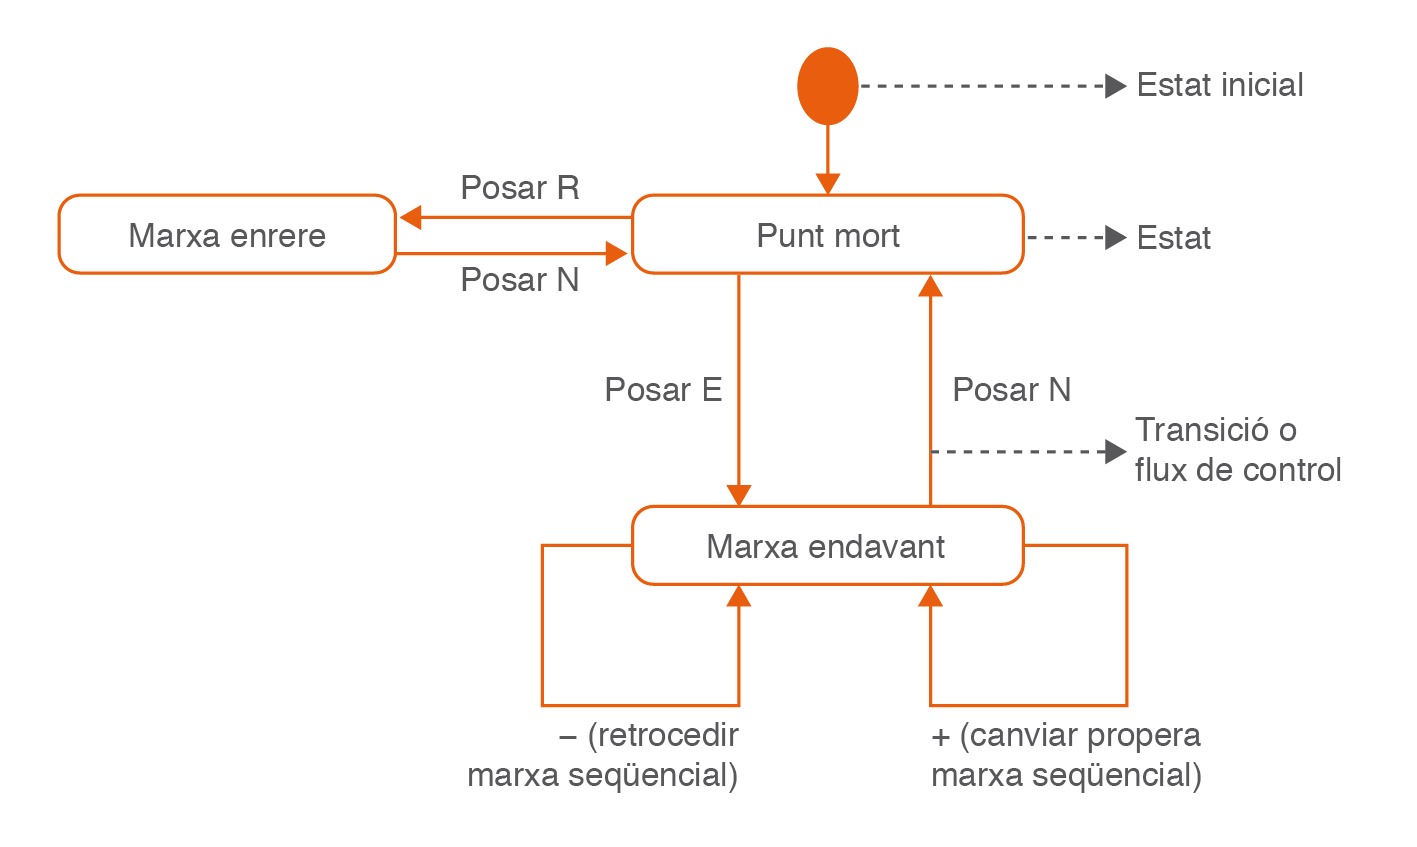 Estat inicial
Posar R
Marxa enrere
Punt mort
Estat
Posar N
Posar E
Posar N
Transició o
flux de control
Marxa endavant
– (retrocedir
marxa seqüencial)
+ (canviar propera
marxa seqüencial)